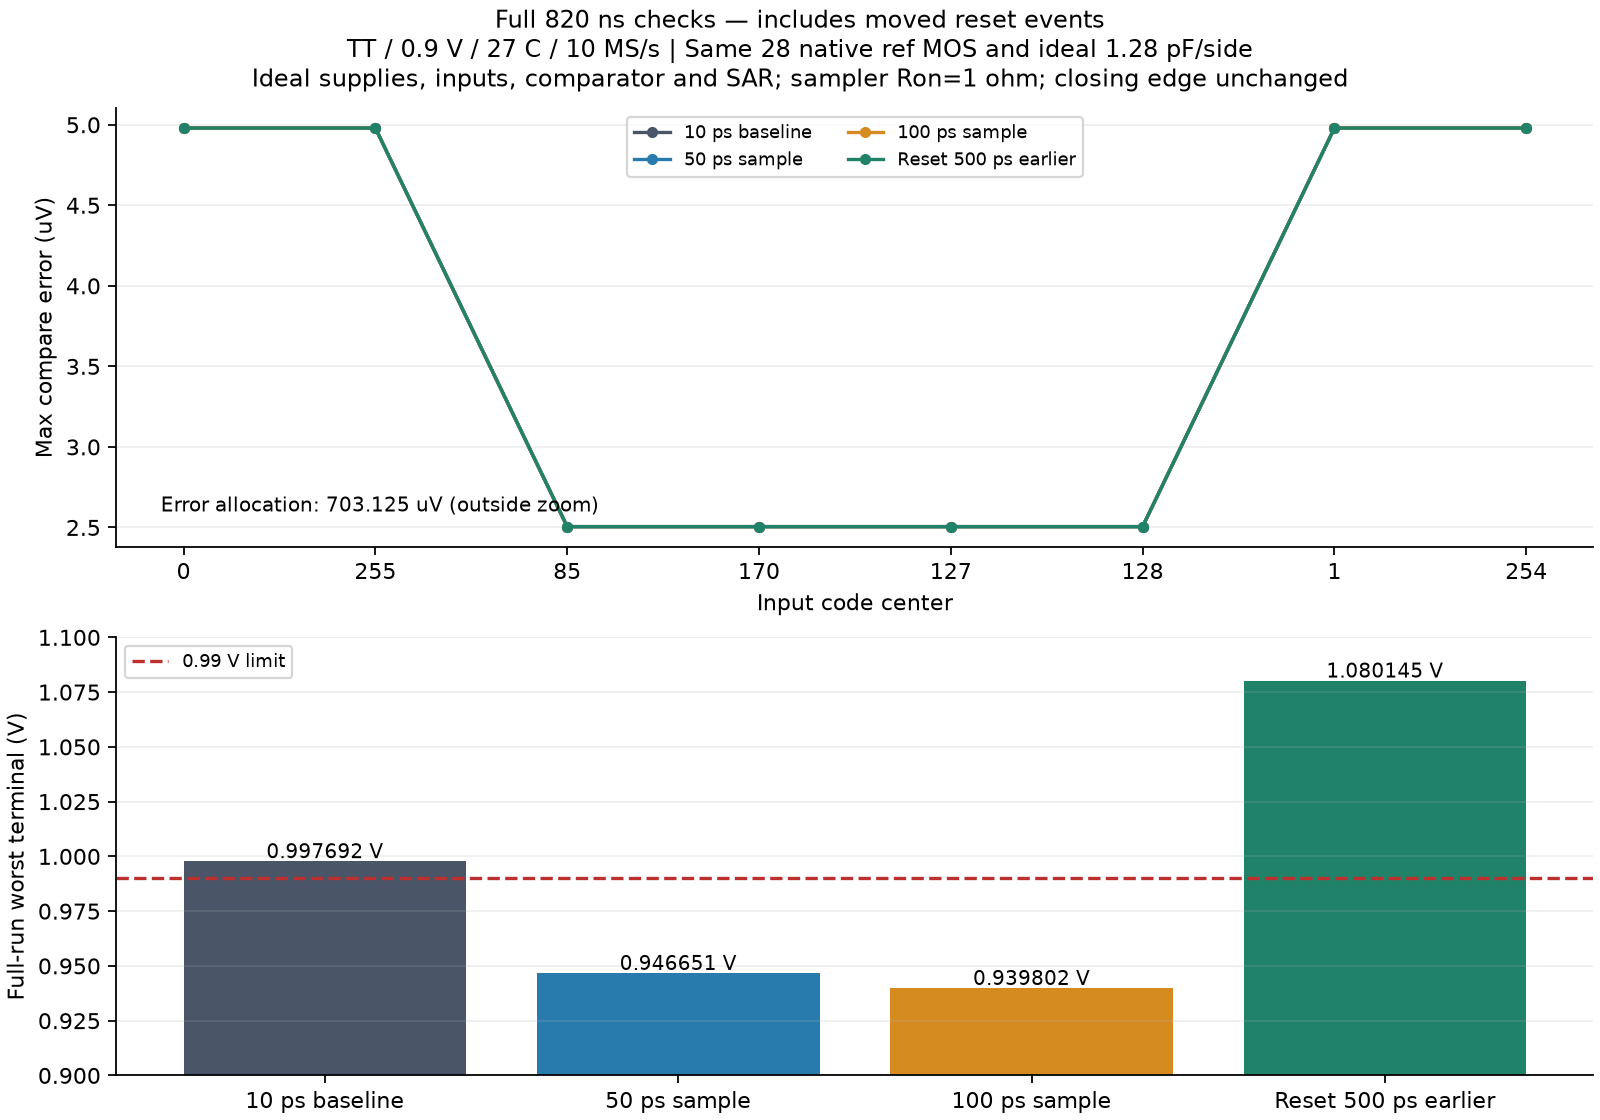 Full 820 ns checks — includes moved reset events
TT / 0.9 V / 27 C / 10 MS/s | Same 28 native ref MOS and ideal 1.28 pF/side
Ideal supplies, inputs, comparator and SAR; sampler Ron=1 ohm; closing edge unchanged
Max compare error (uV)
5.0
4.5
4.0
3.5
3.0
2.5
10 ps baseline
50 ps sample
100 ps sample
Reset 500 ps earlier
Error allocation: 703.125 uV (outside zoom)
0 255 85 170 127 128 1 254
Input code center
Full-run worst terminal (V)
1.100
1.075
1.050
1.025
1.000
0.975
0.950
0.925
0.900
0.99 V limit
0.997692 V
0.946651 V
0.939802 V
1.080145 V
10 ps baseline 50 ps sample 100 ps sample Reset 500 ps earlier